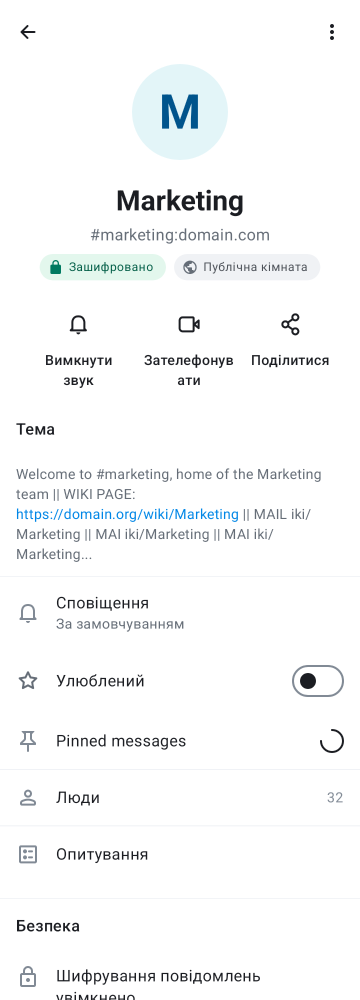 M
Marketing
#marketing:domain.com
Зашифровано
Публічна кімната
Вимкнути
звук
Зателефонув
ати
Поділитися
Тема
Welcome to #marketing, home of the Marketing
team || WIKI PAGE:
https://domain.org/wiki/Marketing || MAIL iki/
Marketing || MAI iki/Marketing || MAI iki/
Marketing...
Сповіщення
За замовчуванням
Улюблений
Pinned messages
Люди
32
Опитування
Безпека
Шифрування повідомлень
увімкнено